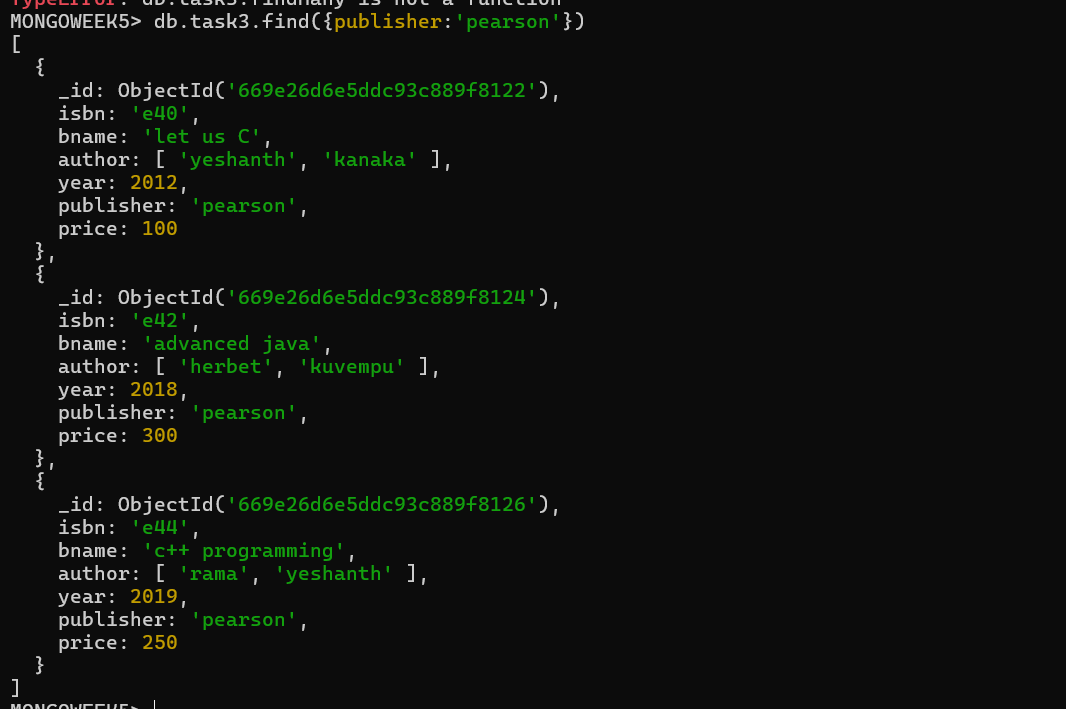 TypeError: db.task3.findMany is not a function
MONGOWEEK5> db.task3.find({publisher:'pearson'})
[
  {
    _id: ObjectId('669e26d6e5ddc93c889f8122'),
    isbn: 'e40',
    bname: 'let us C',
    author: [ 'yeshanth', 'kanaka' ],
    year: 2012,
    publisher: 'pearson',
    price: 100
  },
  {
    _id: ObjectId('669e26d6e5ddc93c889f8124'),
    isbn: 'e42',
    bname: 'advanced java',
    author: [ 'herbet', 'kuvempu' ],
    year: 2018,
    publisher: 'pearson',
    price: 300
  },
  {
    _id: ObjectId('669e26d6e5ddc93c889f8126'),
    isbn: 'e44',
    bname: 'c++ programming',
    author: [ 'rama', 'yeshanth' ],
    year: 2019,
    publisher: 'pearson',
    price: 250
  }
]
MONGOWEEK5>